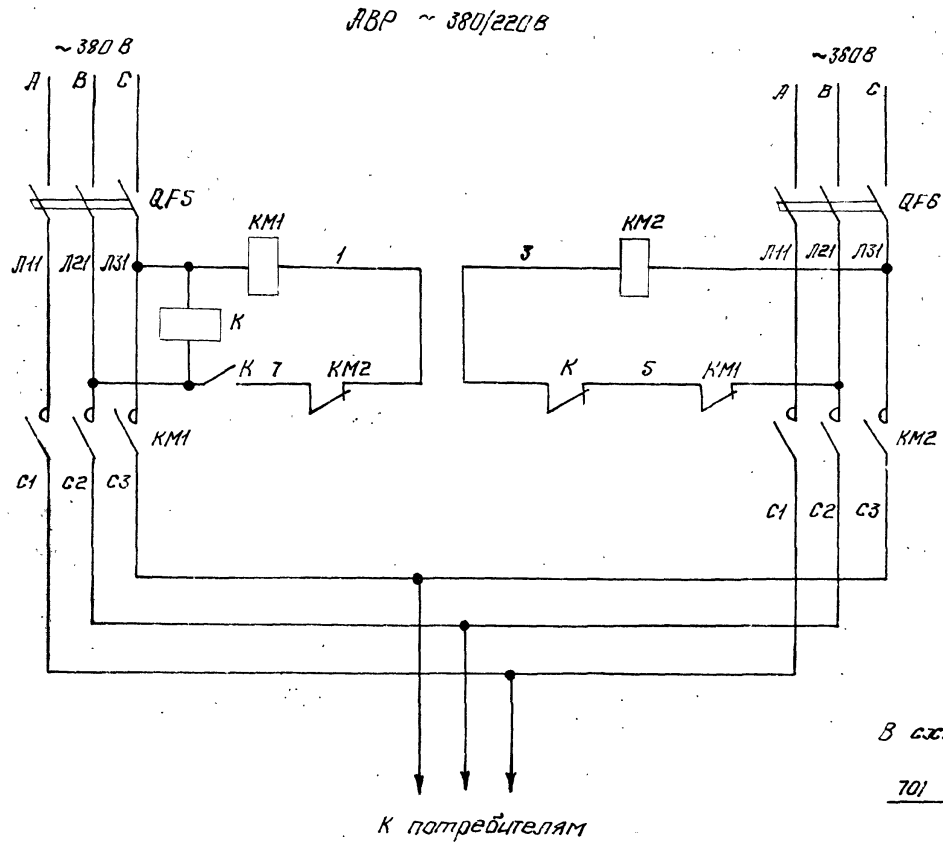 АВР ~ 380/220В
~380 В
~380В
А В С
А В С
QF5
QF6
Л11 Л21 Л31
КМ1
1
3
КМ2
Л11 Л21 Л31
К
К 7 КМ2
К 5 КМ1
КМ1
КМ2
С1 С2 С3
С1 С2 С3
В сх
701
К потребителям